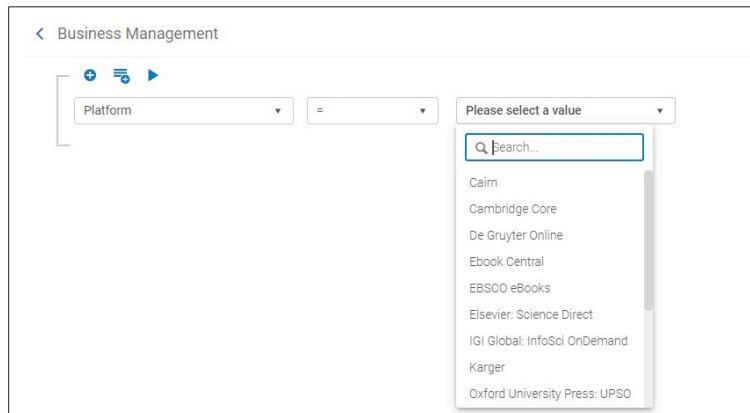 Business Management
Platform
=
Please select a value
Search...
Cairn
Cambridge Core
De Gruyter Online
Ebook Central
EBSCO eBooks
Elsevier: Science Direct
IGI Global: InfoSci OnDemand
Karger
Oxford University Press: UPSO